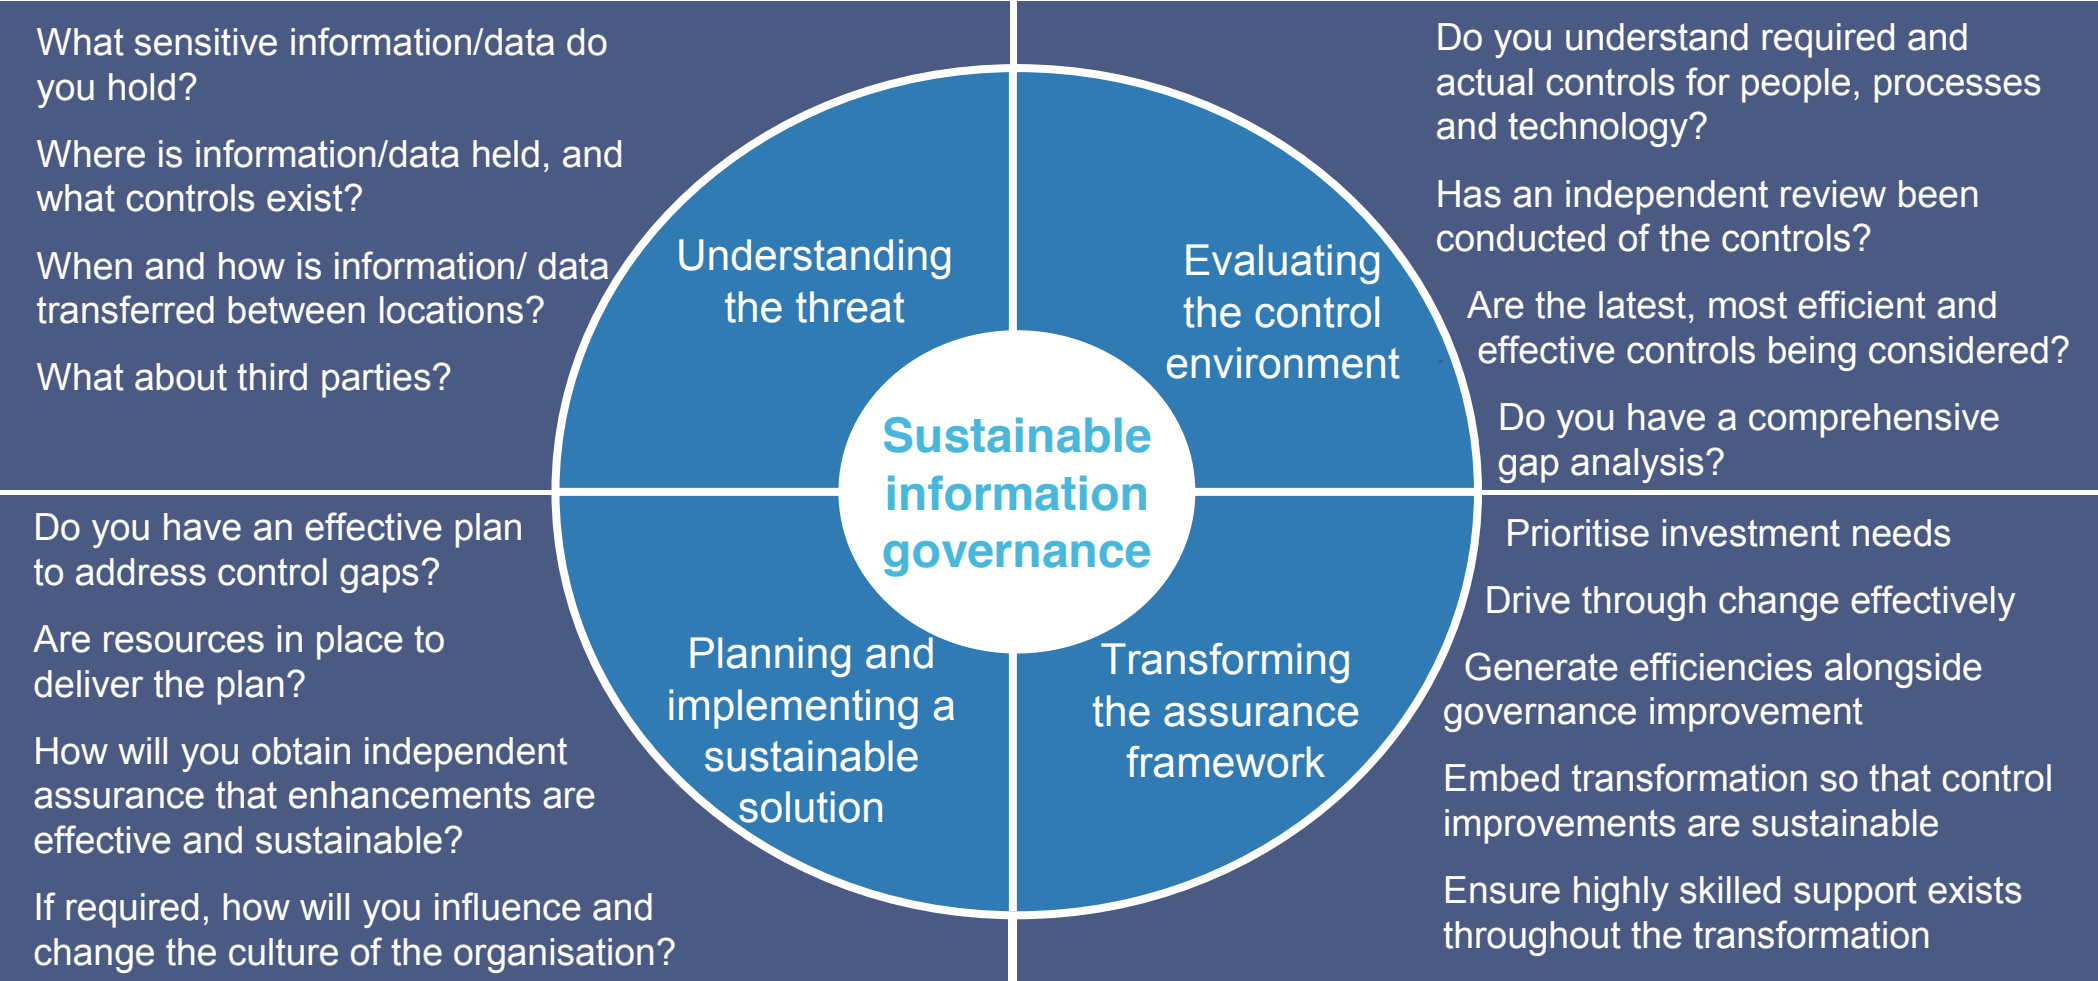 What sensitive information/data do
you hold?
Where is information/data held, and
what controls exist?
When and how is information/ data
transferred between locations?
What about third parties?
Understanding
the threat
Evaluating
the control
environment
Do you understand required and
actual controls for people, processes
and technology?
Has an independent review been
conducted of the controls?
Are the latest, most efficient and
effective controls being considered?
Do you have a comprehensive
gap analysis?
Sustainable
information
governance
Do you have an effective plan
to address control gaps?
Are resources in place to
deliver the plan?
How will you obtain independent
assurance that enhancements are
effective and sustainable?
If required, how will you influence and
change the culture of the organisation?
Planning and
implementing a
sustainable
solution
Transforming
the assurance
framework
Prioritise investment needs
Drive through change effectively
Generate efficiencies alongside
governance improvement
Embed transformation so that control
improvements are sustainable
Ensure highly skilled support exists
throughout the transformation